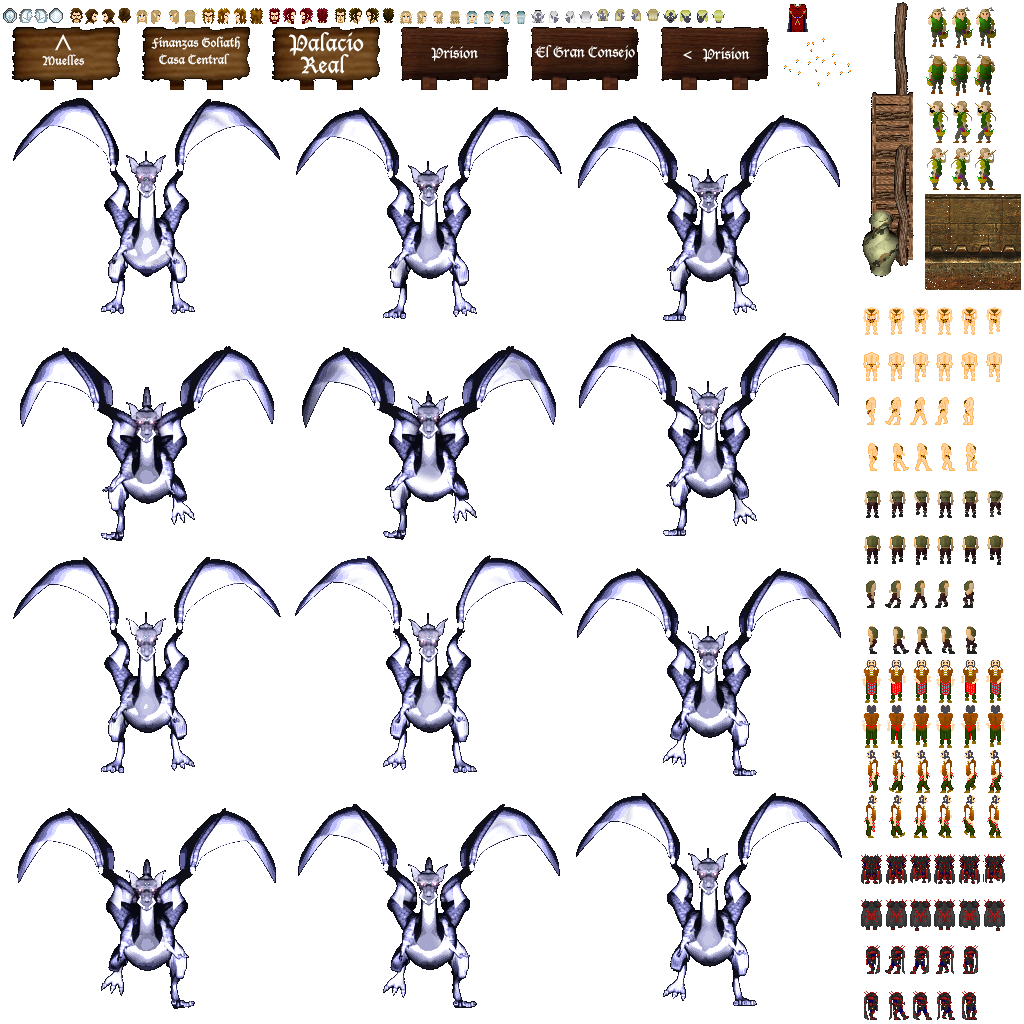 Muelles
Finanzas Goliath
Casa Central
Palacio
Real
Prision
El Gran Consejo
< Prision